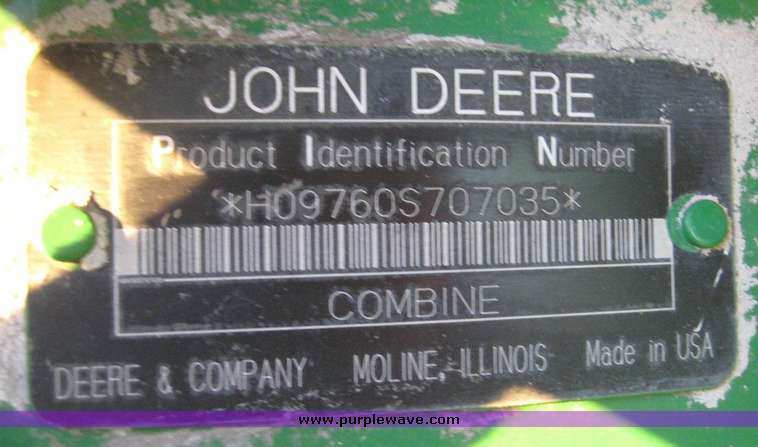 JOHN DEERE
Product Identification Number
*H09760S707035*
COMBINE
DEERE & COMPANY MOLINE, ILLINOIS Made in USA
www.purplewave.com